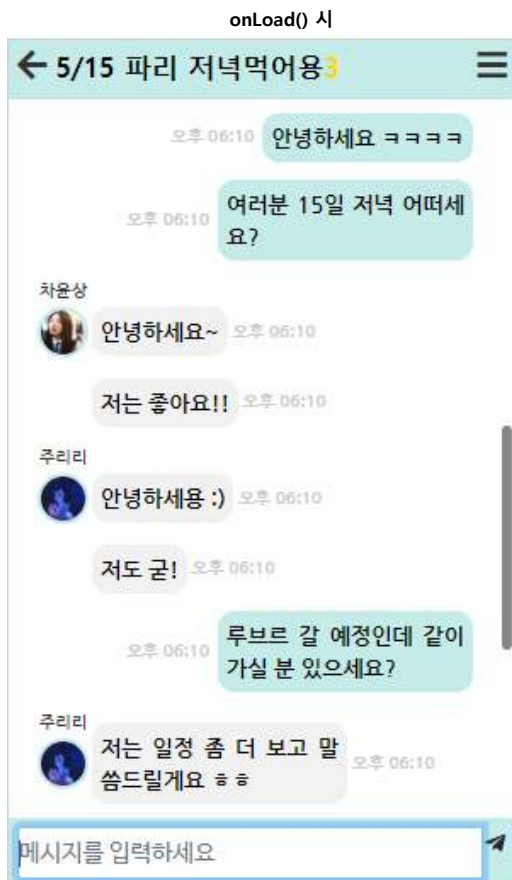 onLoad() 시
5/15 파리 저녁먹어용3
오후 06:10 안녕하세요 ㅋㅋㅋㅋ
여러분 15일 저녁 어떠세
오후 06:10
요?
차윤상
안녕하세요~ 오후 06:10
저는 좋아요!! 오후 06:10
주리리
안녕하세용 :) 오후 06:10
저도 굳! 오후 06:10
루브르 갈 예정인데 같이
오후 06:10
가실 분 있으세요?
주리리
저는 일정 좀 더 보고 말
오후 06:10
씀드릴게요 ㅎㅎ
메시지를 입력하세요